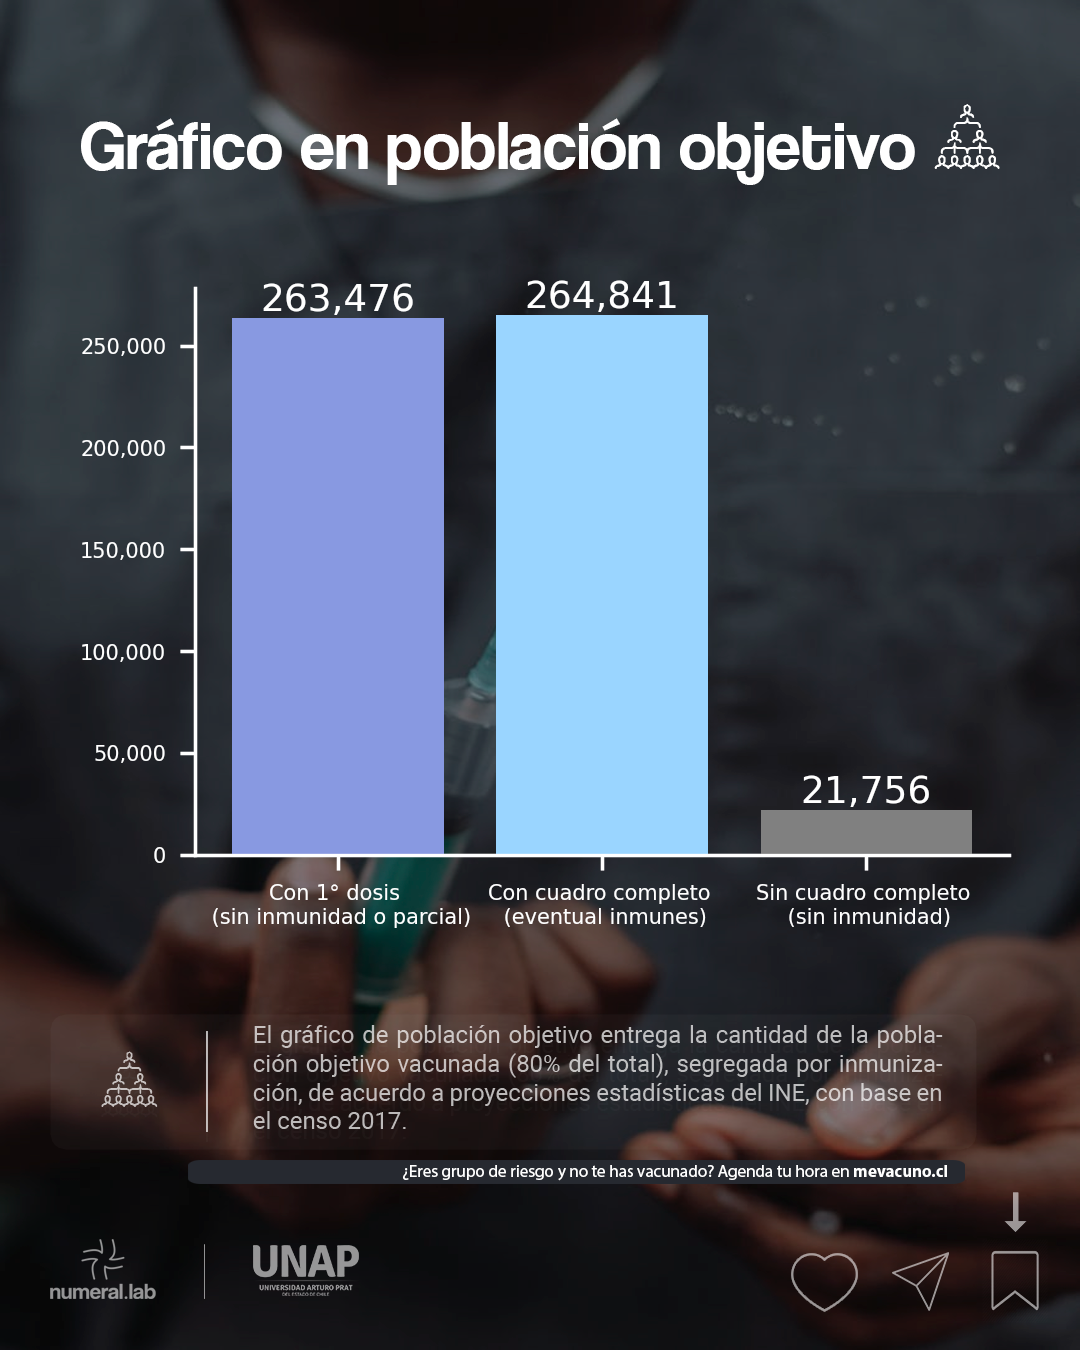 Gráfico en población objetivo
263,476
264,841
21,756
250,000
200,000
150,000
100,000
50,000
0
Con 1° dosis
(sin inmunidad o parcial)
Con cuadro completo
(eventual inmunes)
Sin cuadro completo
(sin inmunidad)
El gráfico de población objetivo entrega la cantidad de la pobla-
ción objetivo vacunada (80% del total), segregada por inmuniza-
ción, de acuerdo a proyecciones estadísticas del INE, con base en
el censo 2017.
¿Eres grupo de riesgo y no te has vacunado? Agenda tu hora en mevacuno.cl
numeral.lab
UNAP
UNIVERSIDAD ARTURO PRAT
DEL ESTADO DE CHILE